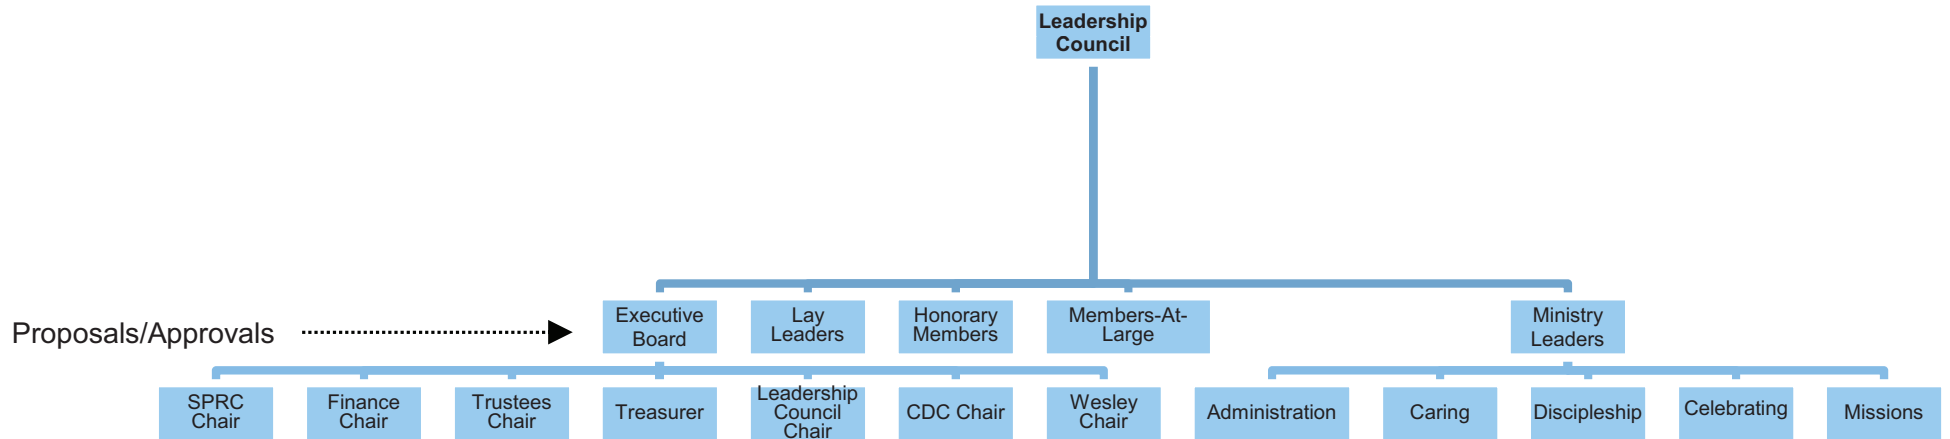 Leadership
Council
Executive
Board
Lay
Leaders
Honorary
Members
Members-At-
Large
Ministry
Leaders
Proposals/Approvals
SPRC
Chair
Finance
Chair
Trustees
Chair
Treasurer
Leadership
Council
Chair
CDC Chair
Wesley
Chair
Administration
Caring
Discipleship
Celebrating
Missions